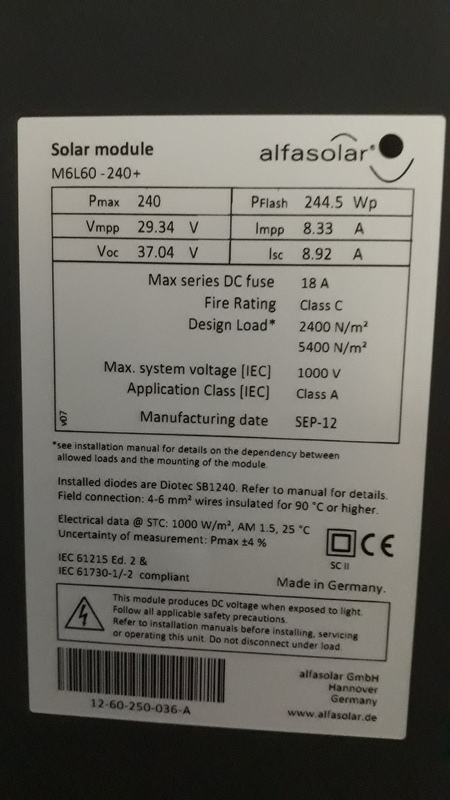 Solar module
alfasolar®
M6L60-240+
Pmax 240 PFlash 244.5 Wp
Vmpp 29.34 V Impp 8.33 A
Voc 37.04 V Isc 8.92 A
Max series DC fuse 18 A
Fire Rating Class C
Design Load* 2400 N/m²
5400 N/m²
Max. system voltage [IEC] 1000 V
Application Class [IEC] Class A
v07
Manufacturing date SEP-12
*see installation manual for details on the dependency between
allowed loads and the mounting of the module.
Installed diodes are Diotec SB1240. Refer to manual for details.
Field connection: 4-6 mm² wires insulated for 90 °C or higher.
Electrical data @ STC: 1000 W/m², AM 1.5, 25 °C
Uncertainty of measurement: Pmax ±4 %
CE
SC II
IEC 61215 Ed. 2 &
IEC 61730-1/-2 compliant
Made in Germany.
This module produces DC voltage when exposed to light.
Follow all applicable safety precautions.
Refer to installation manuals before installing, servicing
or operating this unit. Do not disconnect under load.
12-60-250-036-A
alfasolar GmbH
Hannover
Germany
www.alfasolar.de